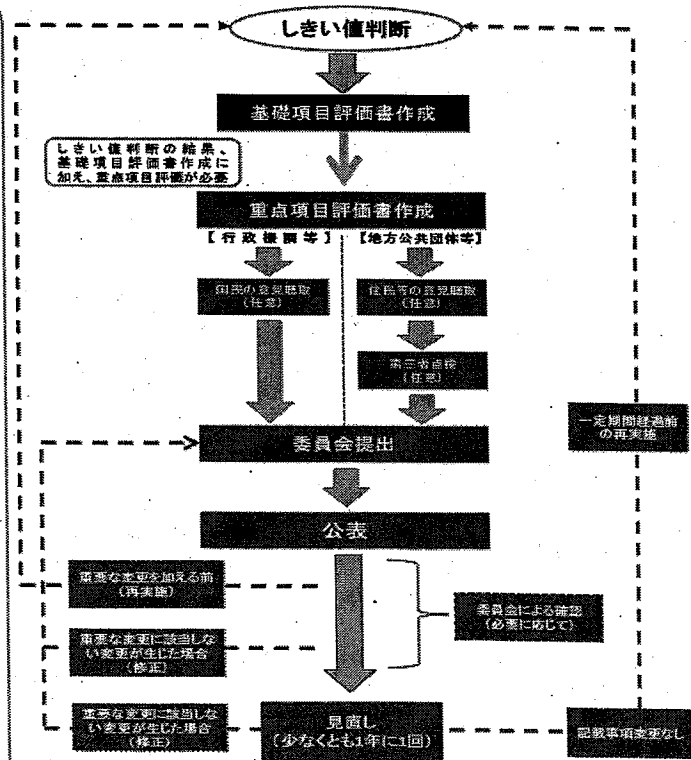 しきい値判断
基礎項目評価書作成
しきい値判断の結果、
基礎項目評価書作成に
加え、重点項目評価が必要
重点項目評価書作成
【行政機関等】
【地方公共団体等】
国民の意見聴取
（任意）
住民等の意見聴取
（任意）
第三者点検
（任意）
委員会提出
公表
一定期間経過前
の再実施
重要な変更を加える前
（再実施）
委員会による確認
（必要に応じて）
重要な変更に該当しな
い変更が生じた場合
（修正）
重要な変更に該当しな
い変更が生じた場合
（修正）
見直し
（少なくとも1年に1回）
記載事項変更なし